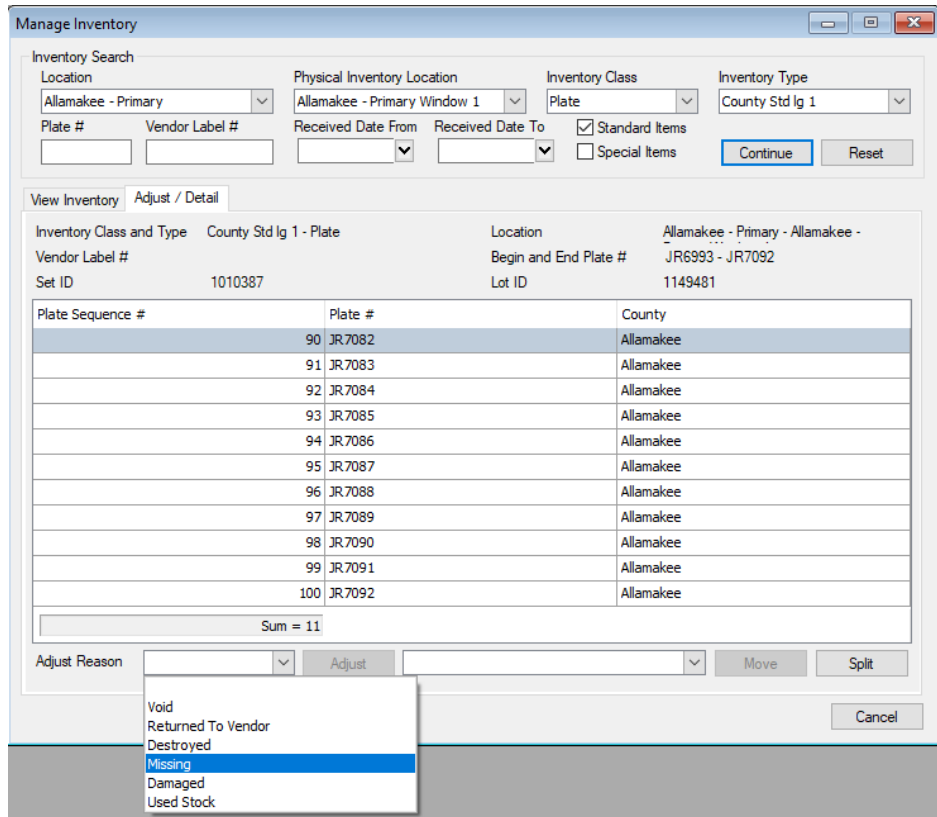 Manage Inventory
Inventory Search
Location Physical Inventory Location Inventory Class Inventory Type
Allamakee - Primary Allamakee - Primary Window 1 Plate County Std lg 1
Plate # Vendor Label # Received Date From Received Date To Standard Items
Special Items Continue Reset
View Inventory Adjust / Detail
Inventory Class and Type County Std lg 1 - Plate Location Allamakee - Primary - Allamakee -
Vendor Label # Begin and End Plate # JR6993 - JR7092
Set ID 1010387 Lot ID 1149481
Plate Sequence # Plate # County
90 JR7082 Allamakee
91 JR7083 Allamakee
92 JR7084 Allamakee
93 JR7085 Allamakee
94 JR7086 Allamakee
95 JR7087 Allamakee
96 JR7088 Allamakee
97 JR7089 Allamakee
98 JR7090 Allamakee
99 JR7091 Allamakee
100 JR7092 Allamakee
Sum = 11
Adjust Reason Adjust Move Split
Void
Returned To Vendor
Destroyed
Missing
Damaged
Used Stock
Cancel